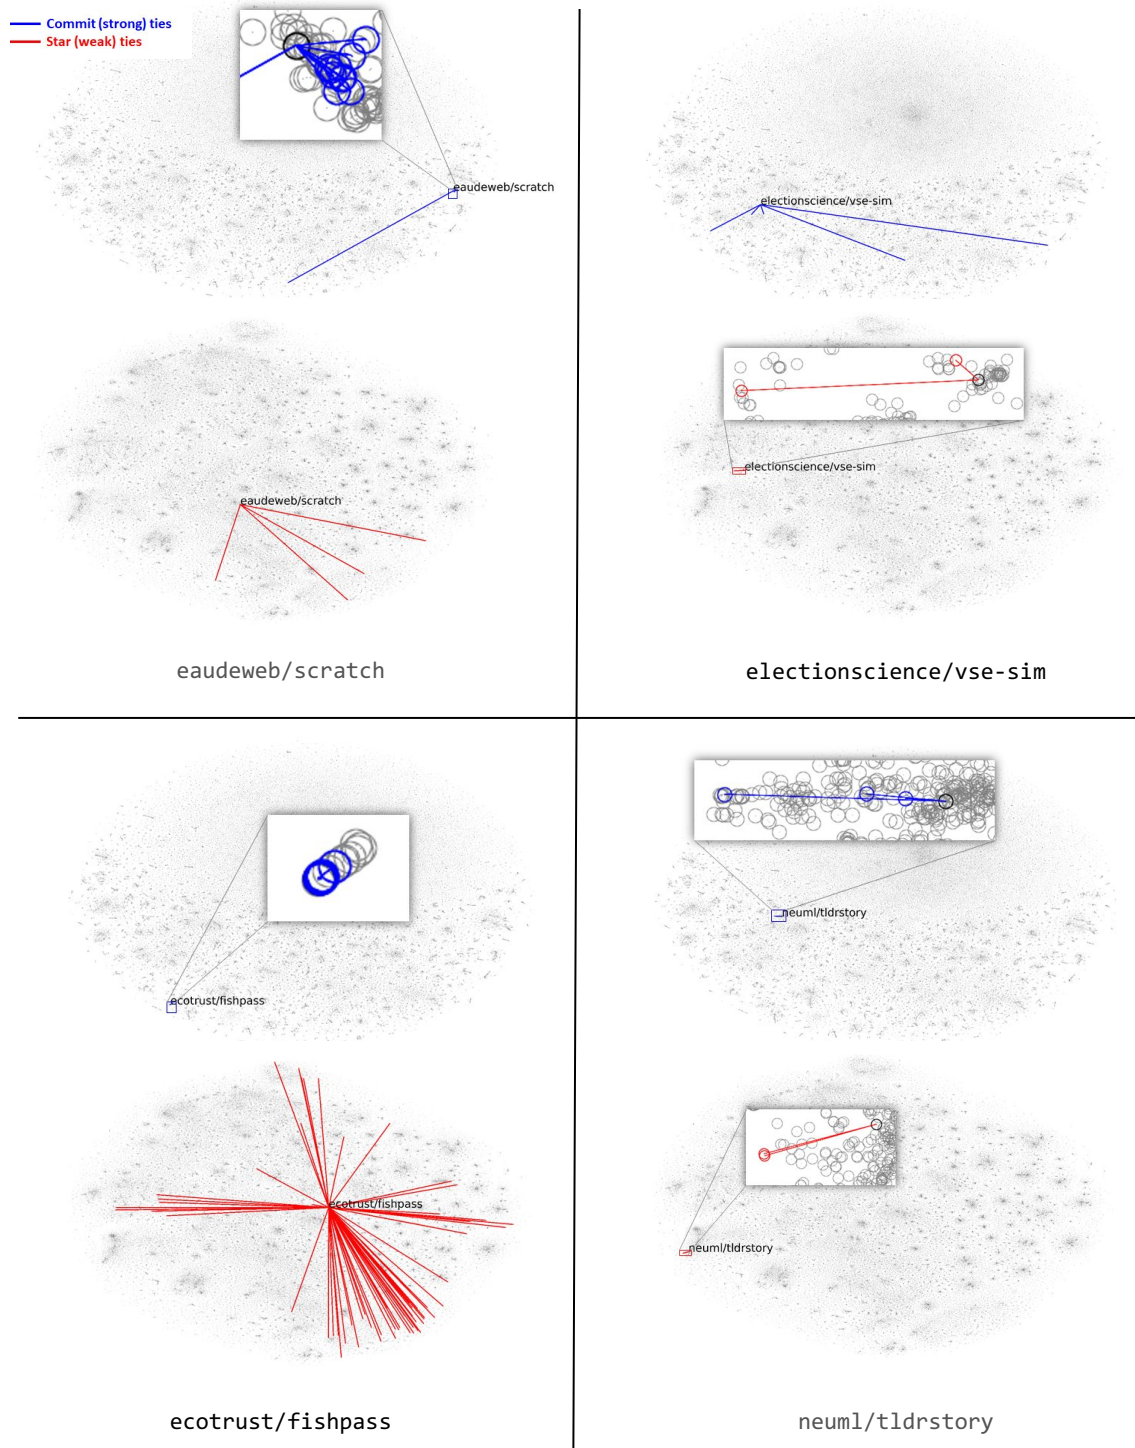 Commit (strong) ties
Star (weak) ties
eaudeweb/scratch
electionscience/vse-sim
eaudeweb/scratch
electionscience/vse-sim
eaudeweb/scratch
electionscience/vse-sim
ecotrust/fishpass
neuml/tldrstory
ecotrust/fishpass
neuml/tldrstory
ecotrust/fishpass
neuml/tldrstory